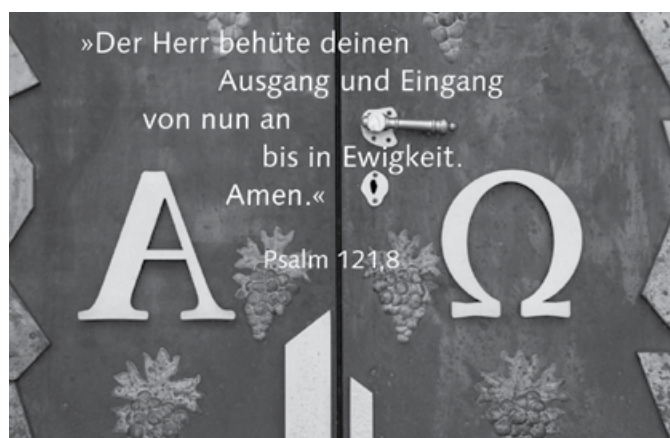 »Der Herr behüte deinen
Ausgang und Eingang
von nun an
bis in Ewigkeit.
Amen.«
Α Ω
Psalm 121,8